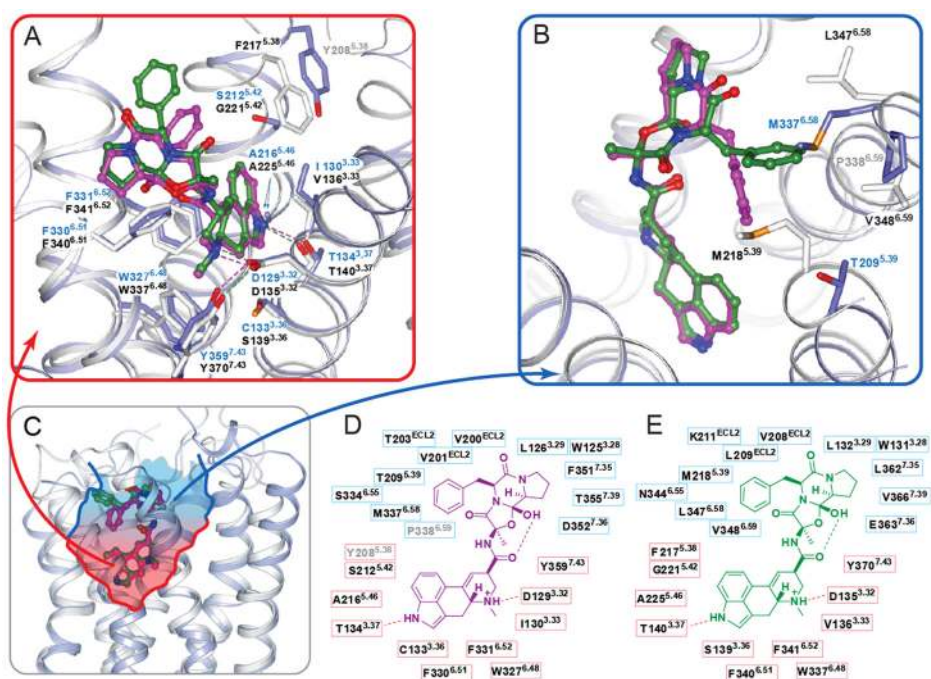 A
F217^5.38
Y208^5.38
S212^5.42
G221^5.42
A216^5.46
A225^5.46
I130^3.33
V136^3.33
F331^6.52
F341^6.52
F330^6.51
F340^6.51
W327^6.48
W337^6.48
T134^3.37
T140^3.37
D129^3.32
D135^3.32
C133^3.36
S139^3.36
Y359^7.43
Y370^7.43
B
L347^6.58
M337^6.58
P338^6.59
V348^6.59
M218^5.39
T209^5.39
C
D
T203^ECL2
V200^ECL2
V201^ECL2
L126^3.29
W125^3.28
T209^5.39
F351^7.35
S334^6.55
T355^7.39
M337^6.58
P338^6.59
D352^7.36
Y208^5.38
S212^5.42
Y359^7.43
A216^5.46
D129^3.32
I130^3.33
T134^3.37
C133^3.36
F331^6.52
F330^6.51
W327^6.48
O
N
N
H
OH
O
O
NH
O
H
NH
+
HN
E
K211^ECL2
V208^ECL2
L209^ECL2
L132^3.29
W131^3.28
M218^5.39
L362^7.35
N344^6.55
V366^7.39
L347^6.58
V348^6.59
E363^7.36
F217^5.38
G221^5.42
Y370^7.43
A225^5.46
D135^3.32
V136^3.33
T140^3.37
S139^3.36
F341^6.52
F340^6.51
W337^6.48
O
N
N
H
OH
O
O
NH
O
H
NH
+
HN